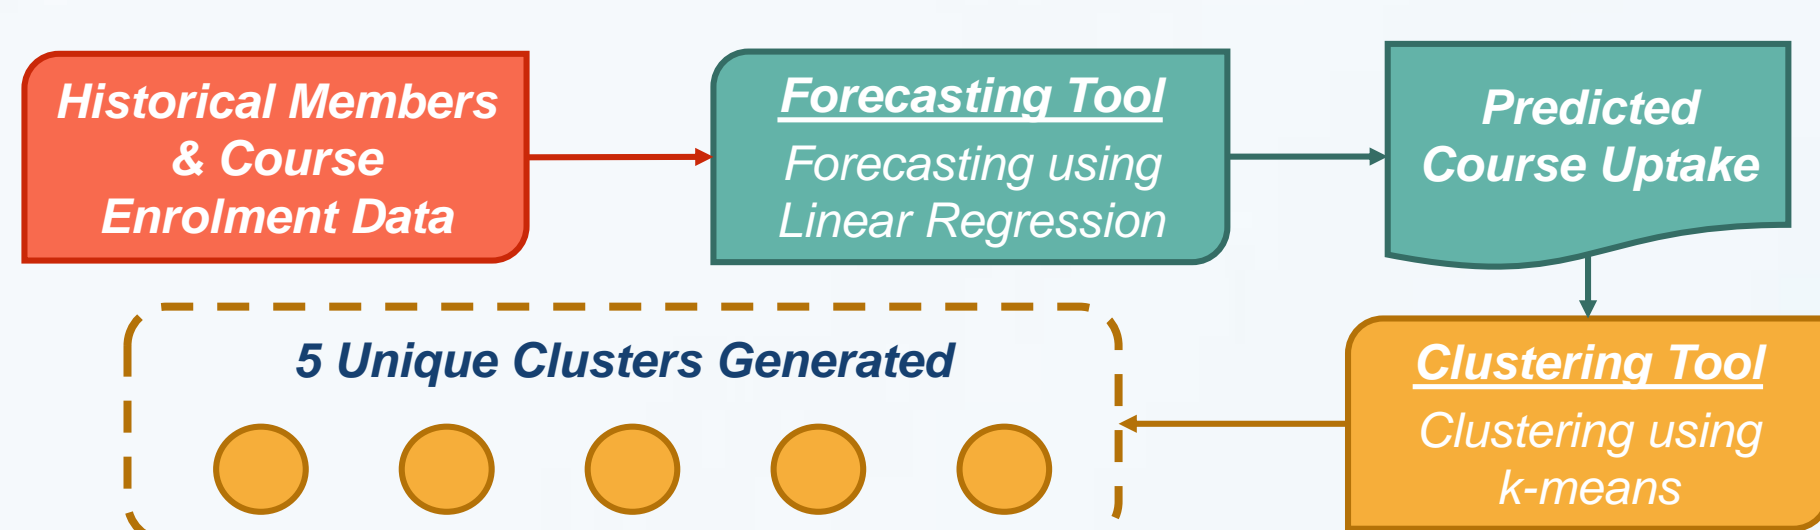 Historical Members
& Course
Enrolment Data
Forecasting Tool
Forecasting using
Linear Regression
Predicted
Course Uptake
5 Unique Clusters Generated
Clustering Tool
Clustering using
k-means